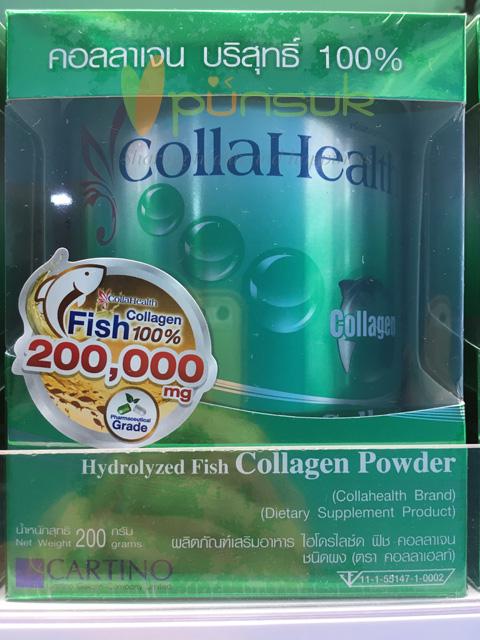 คอลลาเจน บริสุทธิ์ 100%
punsuk
CollaHealth
Collagen
CollaHealth
Collagen
Fish 100%
200,000
mg
Pharmaceutical
Grade
Hydrolyzed Fish Collagen Powder
(Collahealth Brand)
(Dietary Supplement Product)
น้ำหนักสุทธิ 200 กรัม
Net Weight 200 grams
ผลิตภัณฑ์เสริมอาหาร ไฮโดรไลซ์ด ฟิช คอลลาเจน
ชนิดผง (ตรา คอลลาเฮลท์)
CARTINO
11-1-55147-1-0002